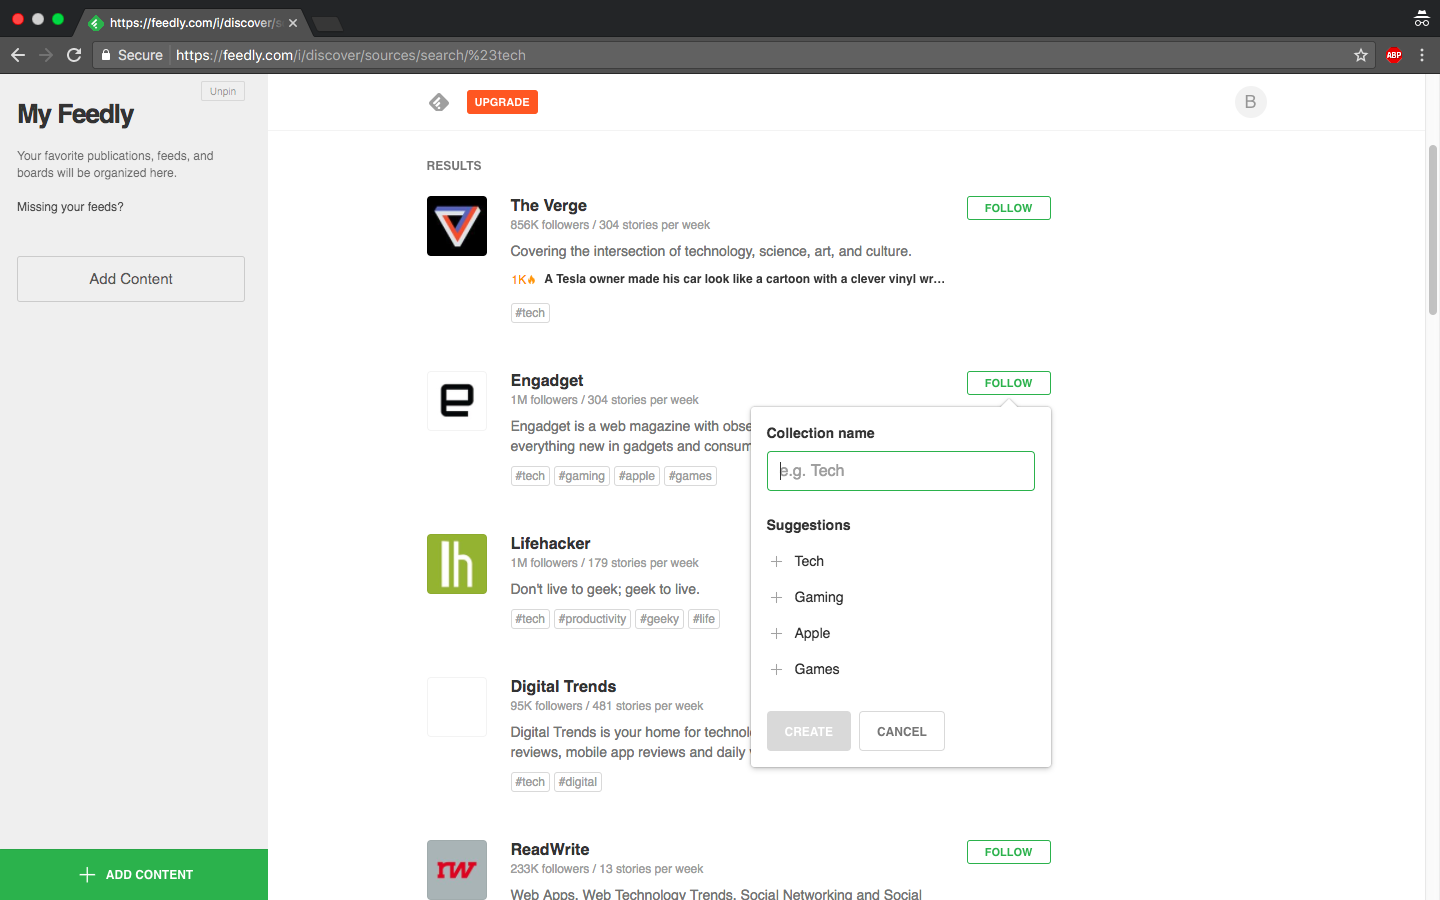 https://feedly.com/i/discover/s
Secure
https://feedly.com/i/discover/sources/search/%23tech
ABP
Unpin
My Feedly
Your favorite publications, feeds, and
boards will be organized here.
Missing your feeds?
Add Content
ADD CONTENT
UPGRADE
B
RESULTS
The Verge
856K followers / 304 stories per week
Covering the intersection of technology, science, art, and culture.
1K A Tesla owner made his car look like a cartoon with a clever vinyl wr...
#tech
FOLLOW
Engadget
1M followers / 304 stories per week
Engadget is a web magazine with obse
everything new in gadgets and consum
#tech #gaming #apple #games
FOLLOW
Collection name
e.g. Tech
Suggestions
Tech
Gaming
Apple
Games
CREATE
CANCEL
Lifehacker
1M followers / 179 stories per week
Don't live to geek; geek to live.
#tech #productivity #geeky #life
Digital Trends
95K followers / 481 stories per week
Digital Trends is your home for technol
reviews, mobile app reviews and daily
#tech #digital
rw
ReadWrite
233K followers / 13 stories per week
Web Apps, Web Technology Trends, Social Networking and Social
FOLLOW